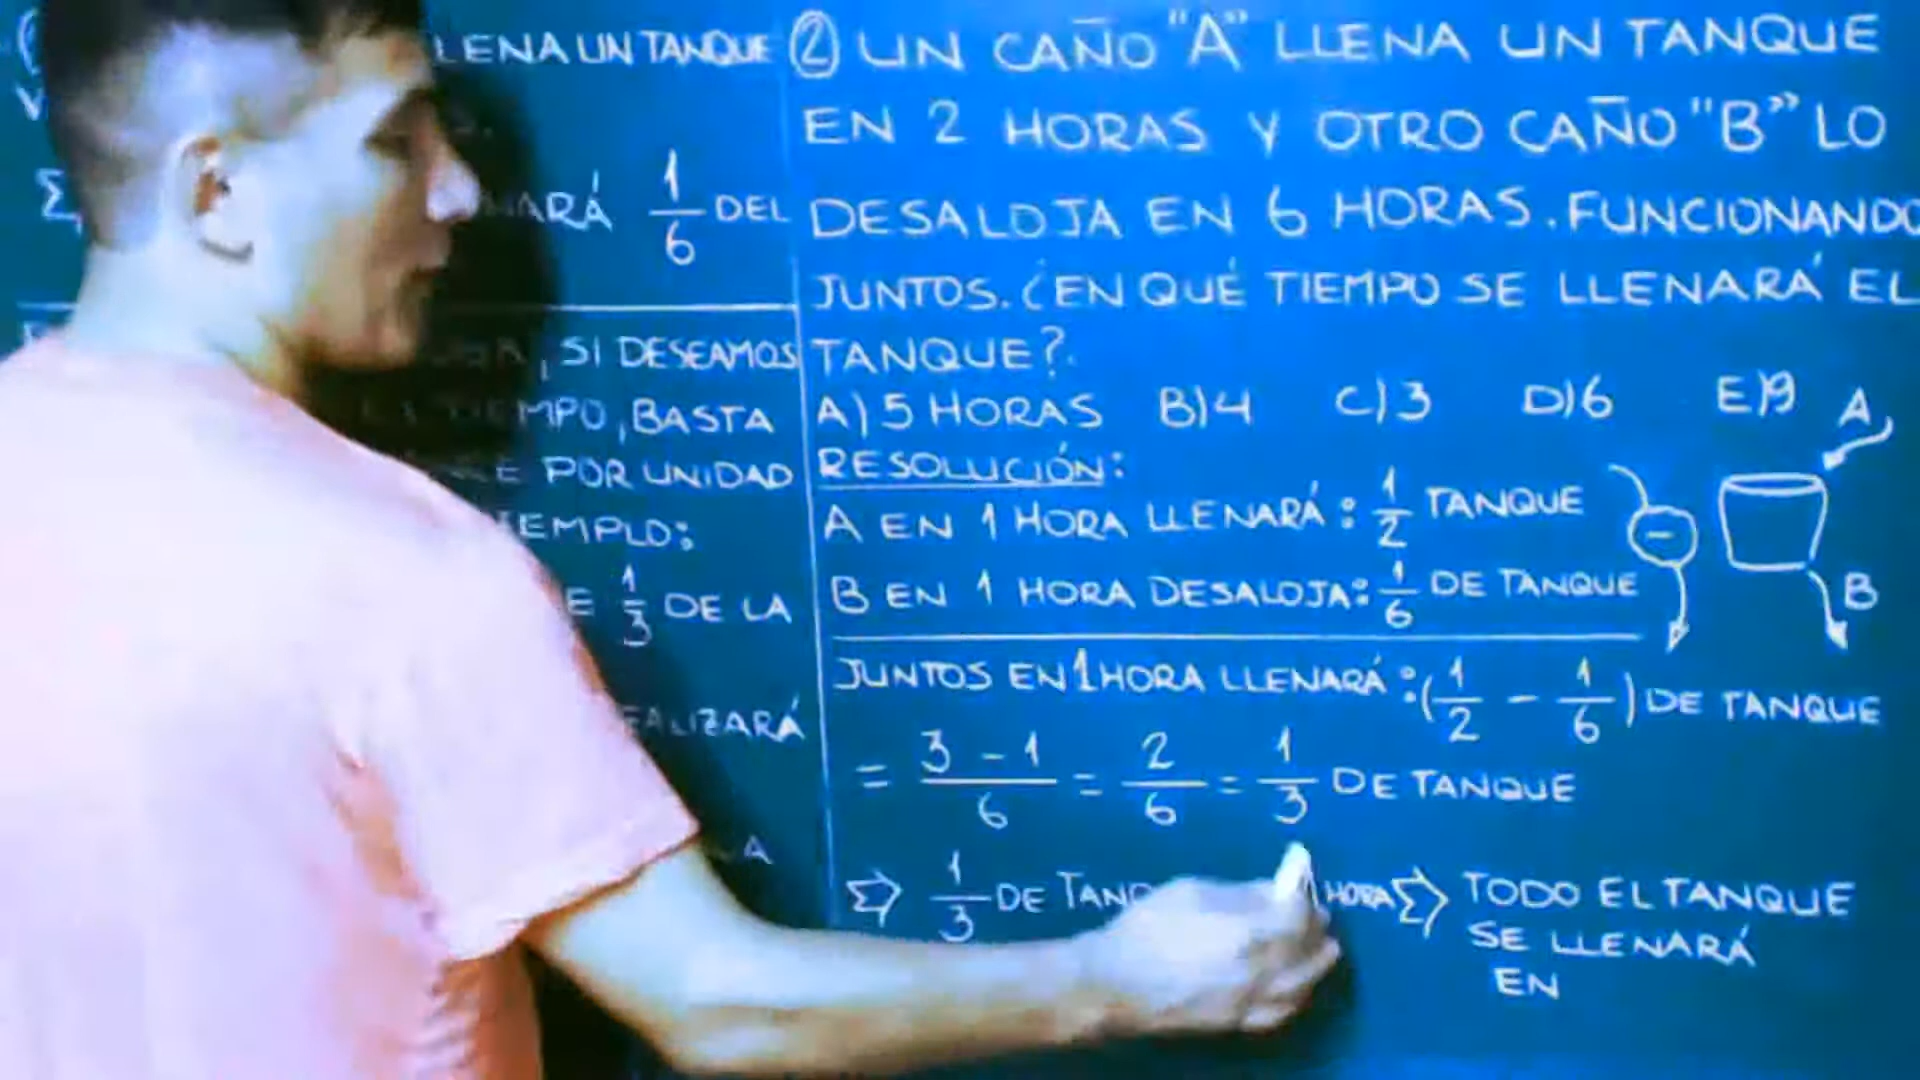 LENA UN TANQUE
NARÁ 1/6 DEL
, SI DESEAMOS
MPO, BASTA
E POR UNIDAD
EMPLO:
E 1/3 DE LA
EALIZARÁ
② UN CAÑO "A" LLENA UN TANQUE
EN 2 HORAS Y OTRO CAÑO "B" LO
DESALOJA EN 6 HORAS. FUNCIONANDO
JUNTOS. ¿EN QUÉ TIEMPO SE LLENARÁ EL
TANQUE?.
A) 5 HORAS B) 4 C) 3 D) 6 E) 9
RESOLUCIÓN:
A EN 1 HORA LLENARÁ: 1/2 TANQUE
B EN 1 HORA DESALOJA: 1/6 DE TANQUE
A
-
B
JUNTOS EN 1 HORA LLENARÁ: (1/2 - 1/6) DE TANQUE
= 3 - 1/6 = 2/6 = 1/3 DE TANQUE
⇒ 1/3 DE TANQ 1 HORA ⇒ TODO EL TANQUE
SE LLENARÁ
EN